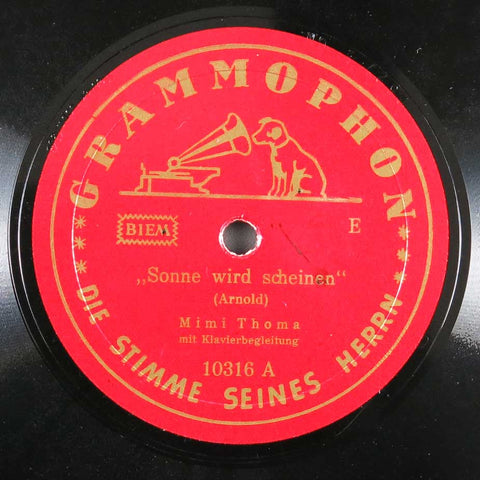 GRAMMOPHON
BIEM
E
„Sonne wird scheinen“
(Arnold)
Mimi Thoma
mit Klavierbegleitung
10316 A
DIE STIMME SEINES HERRN